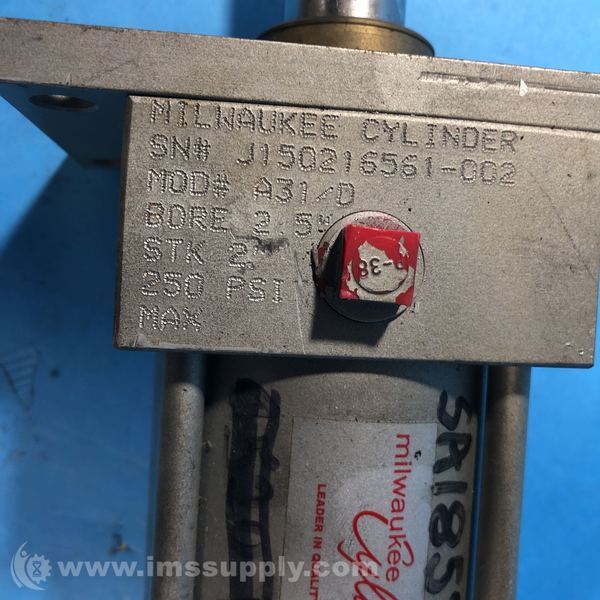 MILWAUKEE CYLINDER
SN# J150216561-002
MOD# A31/D
BORE 2.5"
STK 2"
250 PSI
MAX
milwaukee
LEADER IN QUALITY
SA185
www.imssupply.com